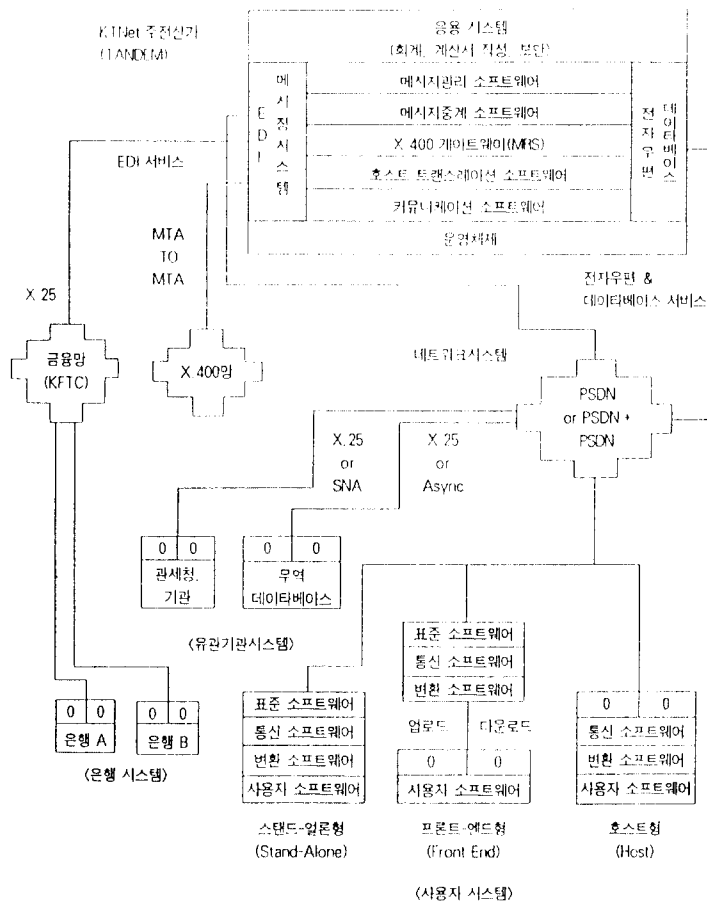 KTNet 주전산기
(TANDEM)
응용 시스템
(회계, 계산서 작성, 보안)
EDI
메시징시스템
메시지관리 소프트웨어
메시지중계 소프트웨어
X.400 게이트웨이(MRS)
호스트 트랜스레이션 소프트웨어
커뮤니케이션 소프트웨어
전자우편
데이타베이스
운영체제
EDI 서비스
MTA
TO
MTA
X.25
전자우편 &
데이타베이스 서비스
금융망
(KFTC)
X.400망
네트워크시스템
PSDN
or PSDN +
PSDN
X.25
or
SNA
X.25
or
Async
0 0
관세청,
기관
0 0
무역
데이타베이스
<유관기관시스템>
표준 소프트웨어
통신 소프트웨어
변환 소프트웨어
업로드
다운로드
0 0
은행 A
0 0
은행 B
<은행 시스템>
표준 소프트웨어
통신 소프트웨어
변환 소프트웨어
사용자 소프트웨어
0 0
사용자 소프트웨어
0 0
통신 소프트웨어
변환 소프트웨어
사용자 소프트웨어
스탠드-얼론형
(Stand-Alone)
프론트-엔드형
(Front End)
호스트형
(Host)
<사용자 시스템>